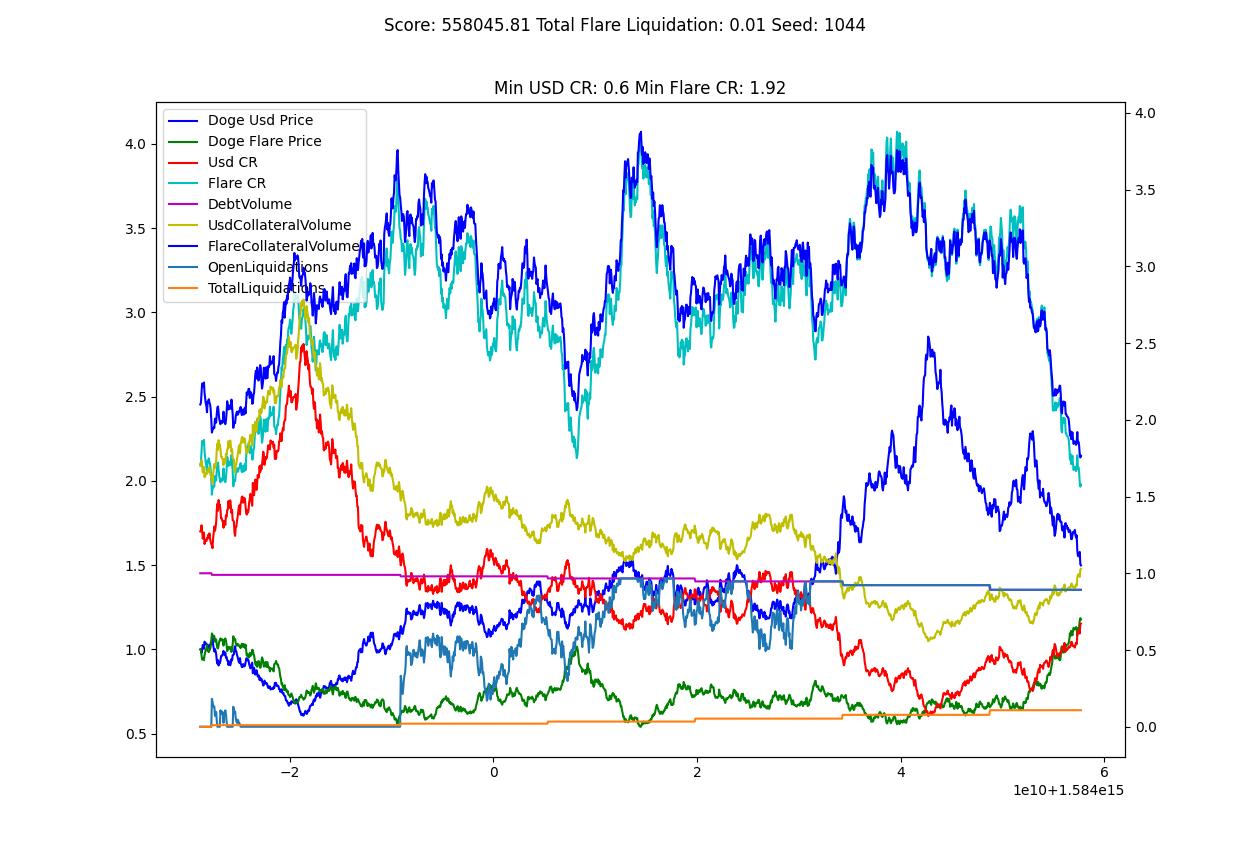 Score: 558045.81 Total Flare Liquidation: 0.01 Seed: 1044
Min USD CR: 0.6 Min Flare CR: 1.92
Doge Usd Price
Doge Flare Price
Usd CR
Flare CR
DebtVolume
UsdCollateralVolume
FlareCollateralVolume
OpenLiquidations
TotalLiquidations
4.0
3.5
3.0
2.5
2.0
1.5
1.0
0.5
4.0
3.5
3.0
2.5
2.0
1.5
1.0
0.5
0.0
−2 0 2 4 6
1e10+1.584e15